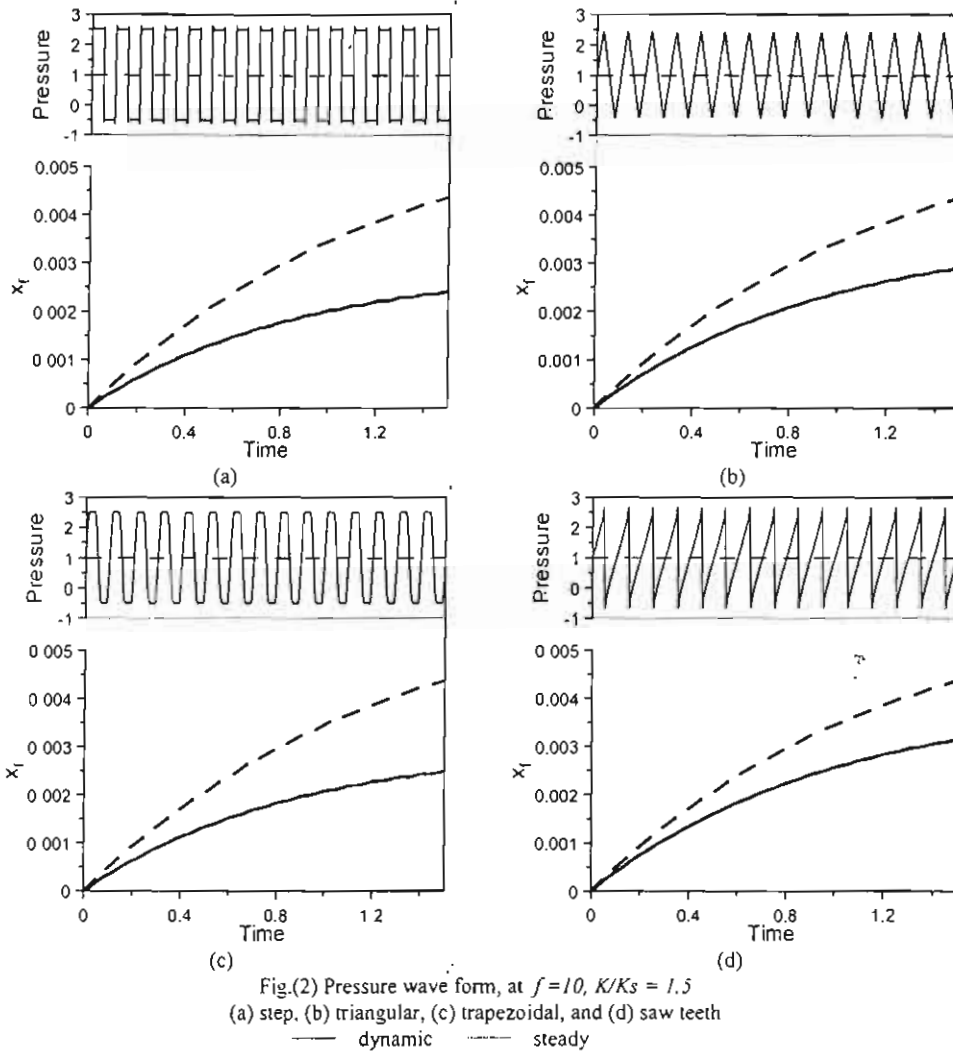 3
2
1
0
-1
Pressure
0.005
0.004
0.003
0 002
0 001
0
x_f
0 0.4 0.8 1.2
Time
(a)
3
2
1
0
-1
Pressure
0.005
0.004
0.003
0.002
0 001
0
x_f
0 0.4 0.8 1.2
Time
(b)
3
2
1
0
-1
Pressure
0 005
0 004
0 003
0 002
0 001
0
x_f
0 0.4 0.8 1.2
Time
(c)
3
2
1
0
-1
Pressure
0 005
0 004
0.003
0 002
0 001
0
x_f
0 0.4 0.8 1.2
Time
(d)
Fig.(2) Pressure wave form, at f=10, K/Ks = 1.5
(a) step, (b) triangular, (c) trapezoidal, and (d) saw teeth
dynamic steady